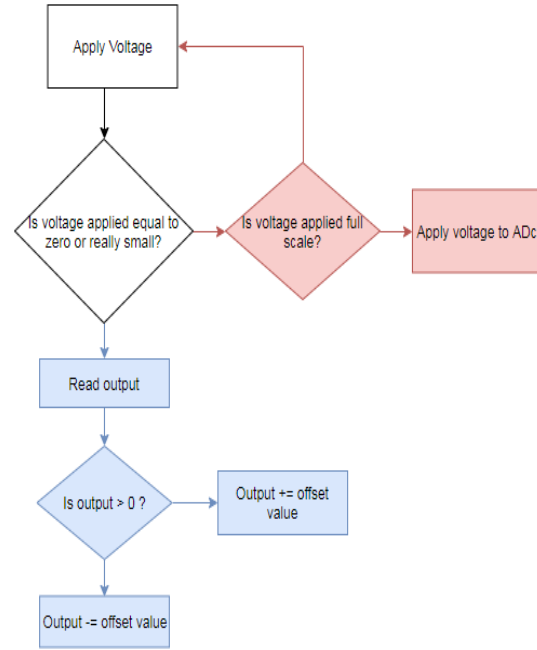 Apply Voltage
Is voltage applied equal to
zero or really small?
Is voltage applied full
scale?
Apply voltage to ADc
Read output
Is output > 0 ?
Output += offset
value
Output -= offset value